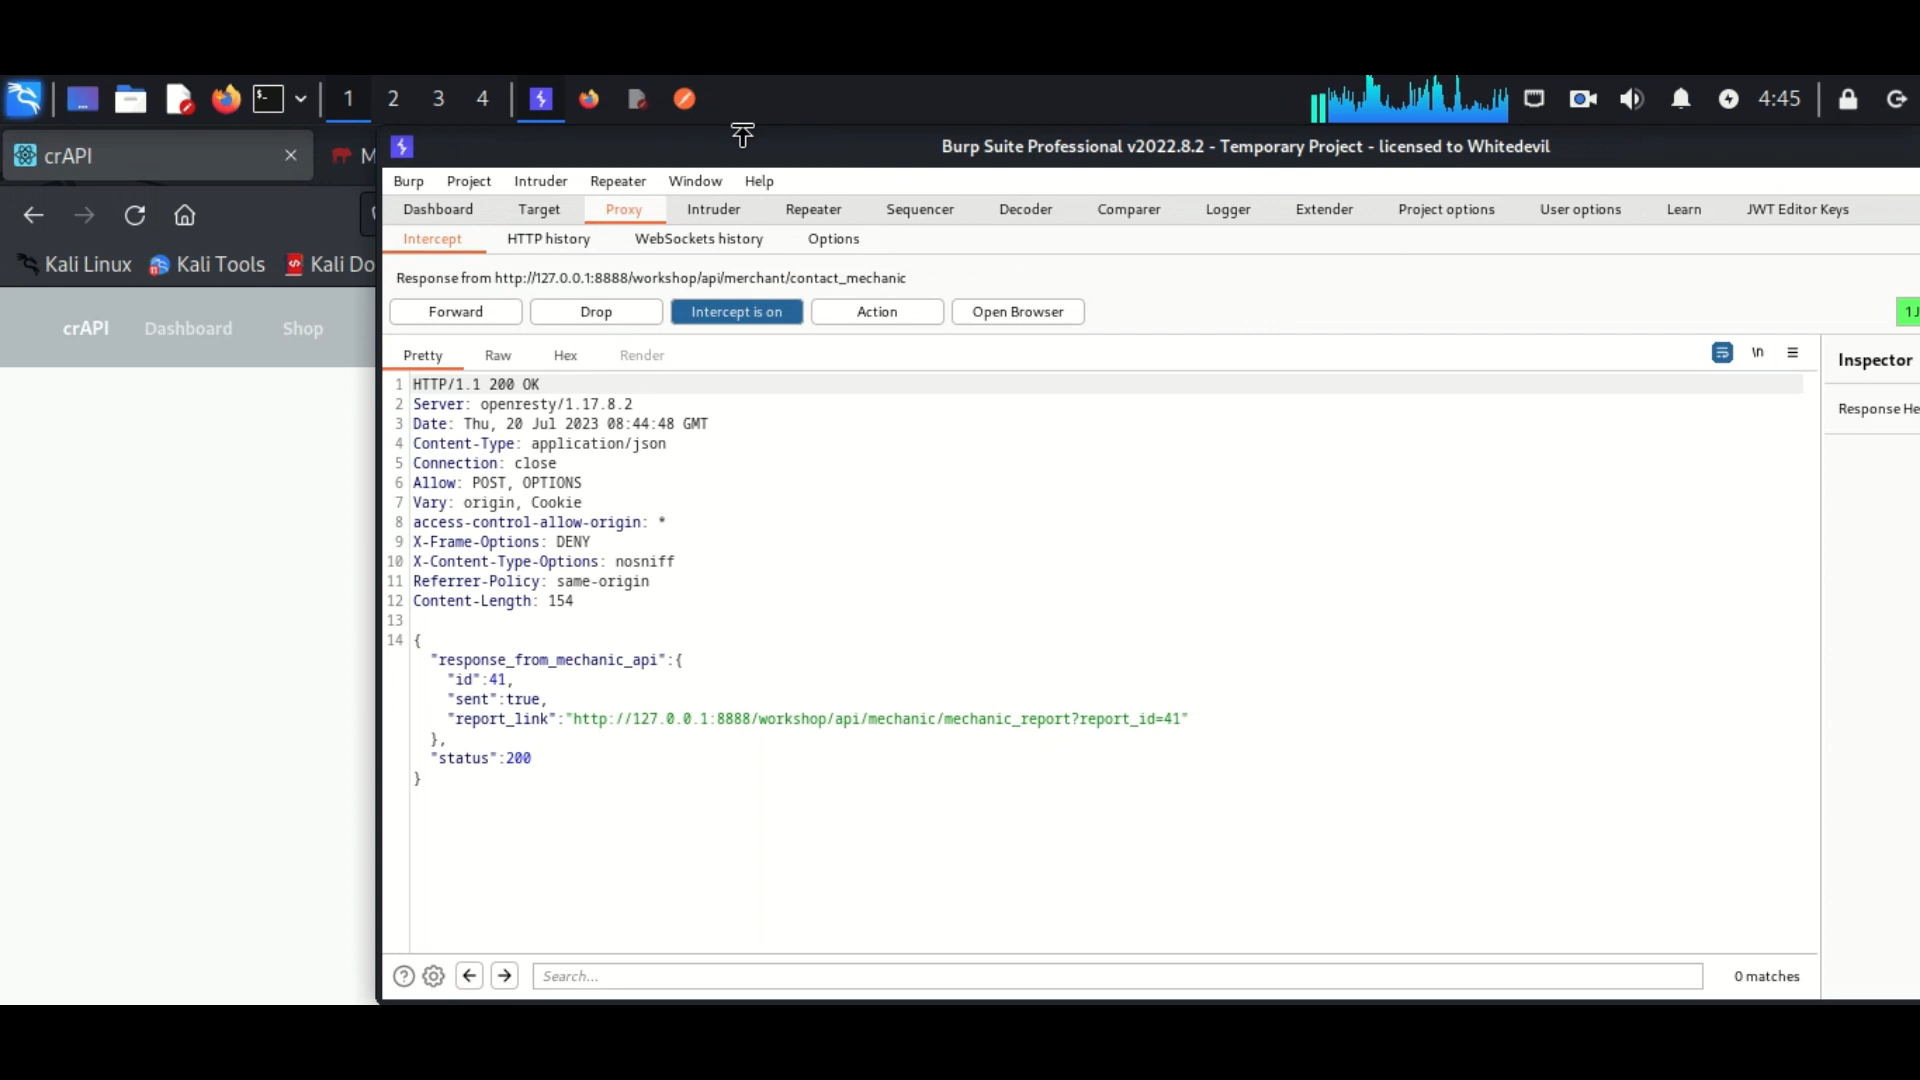 1 2 3 4 4:45
crAPI M
Burp Suite Professional v2022.8.2 - Temporary Project - licensed to Whitedevil
Burp Project Intruder Repeater Window Help
Dashboard Target Proxy Intruder Repeater Sequencer Decoder Comparer Logger Extender Project options User options Learn JWT Editor Keys
Intercept HTTP history WebSockets history Options
Kali Linux Kali Tools Kali Do
Response from http://127.0.0.1:8888/workshop/api/merchant/contact_mechanic
Forward Drop Intercept is on Action Open Browser 1 J
crAPI Dashboard Shop
Pretty Raw Hex Render \n
Inspector
Response He
1 HTTP/1.1 200 OK
2 Server: openresty/1.17.8.2
3 Date: Thu, 20 Jul 2023 08:44:48 GMT
4 Content-Type: application/json
5 Connection: close
6 Allow: POST, OPTIONS
7 Vary: origin, Cookie
8 access-control-allow-origin: *
9 X-Frame-Options: DENY
10 X-Content-Type-Options: nosniff
11 Referrer-Policy: same-origin
12 Content-Length: 154
13
14 {
"response_from_mechanic_api":{
"id":41,
"sent":true,
"report_link":"http://127.0.0.1:8888/workshop/api/mechanic/mechanic_report?report_id=41"
},
"status":200
}
Search... 0 matches